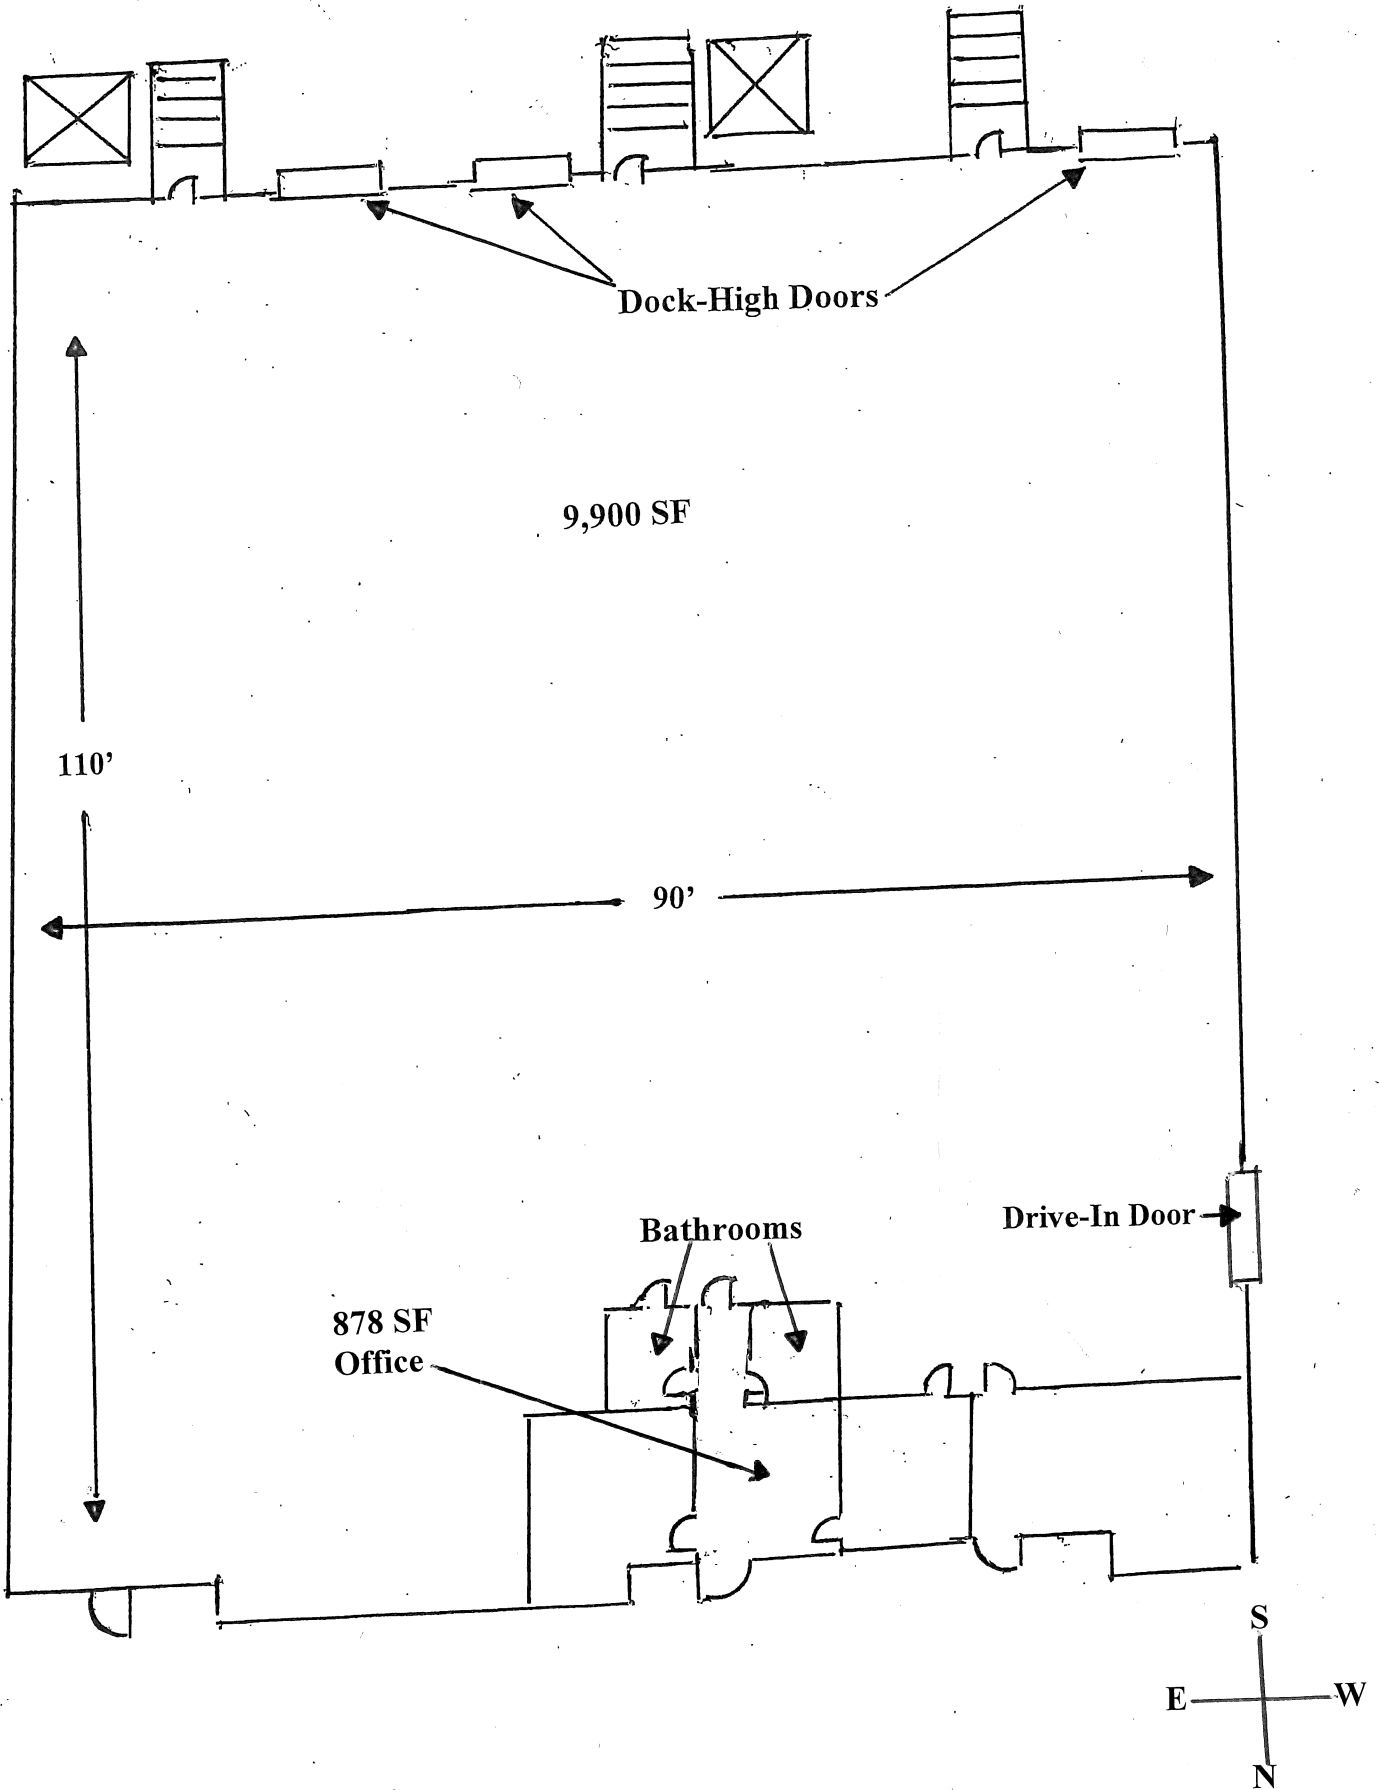 Dock-High Doors
9,900 SF
110’
90’
Bathrooms
Drive-In Door
878 SF
Office
S
E
W
N